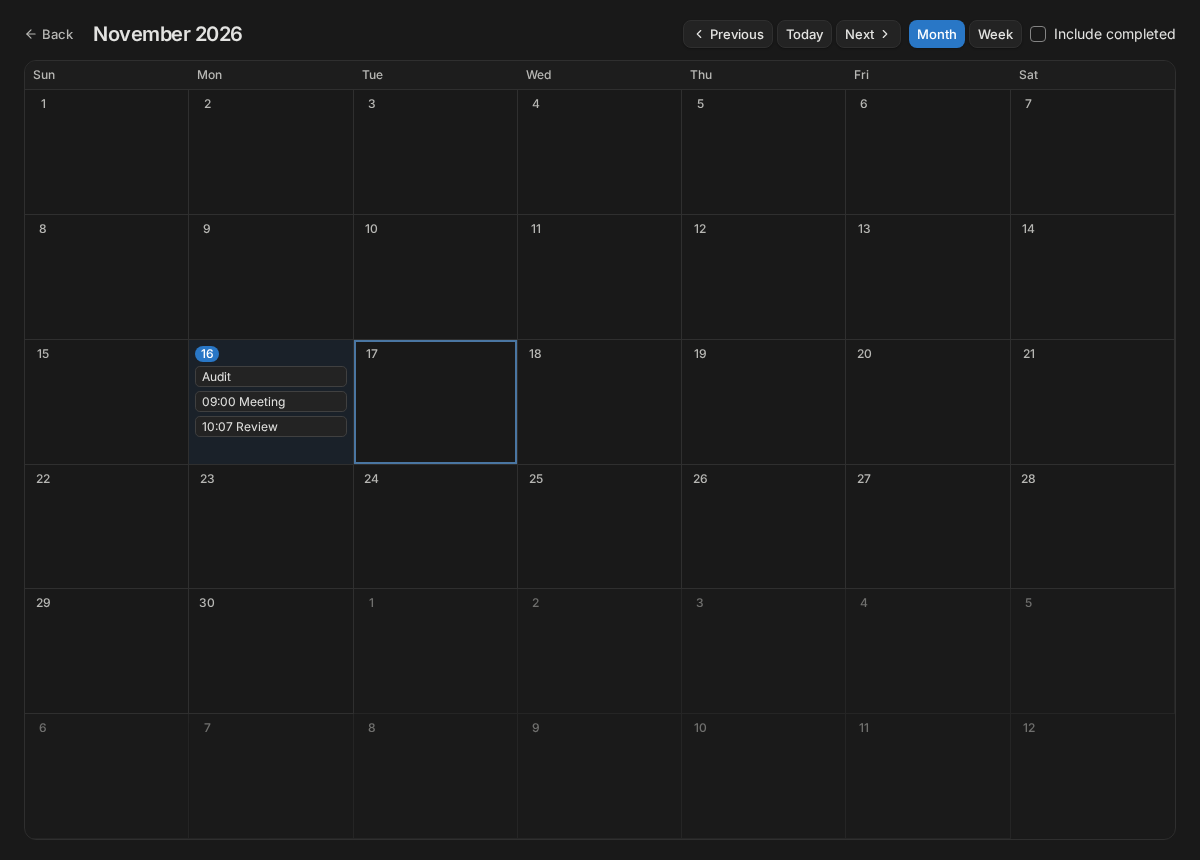 Back November 2026 Previous Today Next Month Week Include completed
Sun Mon Tue Wed Thu Fri Sat
1 2 3 4 5 6 7
8 9 10 11 12 13 14
15 16 17 18 19 20 21
Audit
09:00 Meeting
10:07 Review
22 23 24 25 26 27 28
29 30 1 2 3 4 5
6 7 8 9 10 11 12